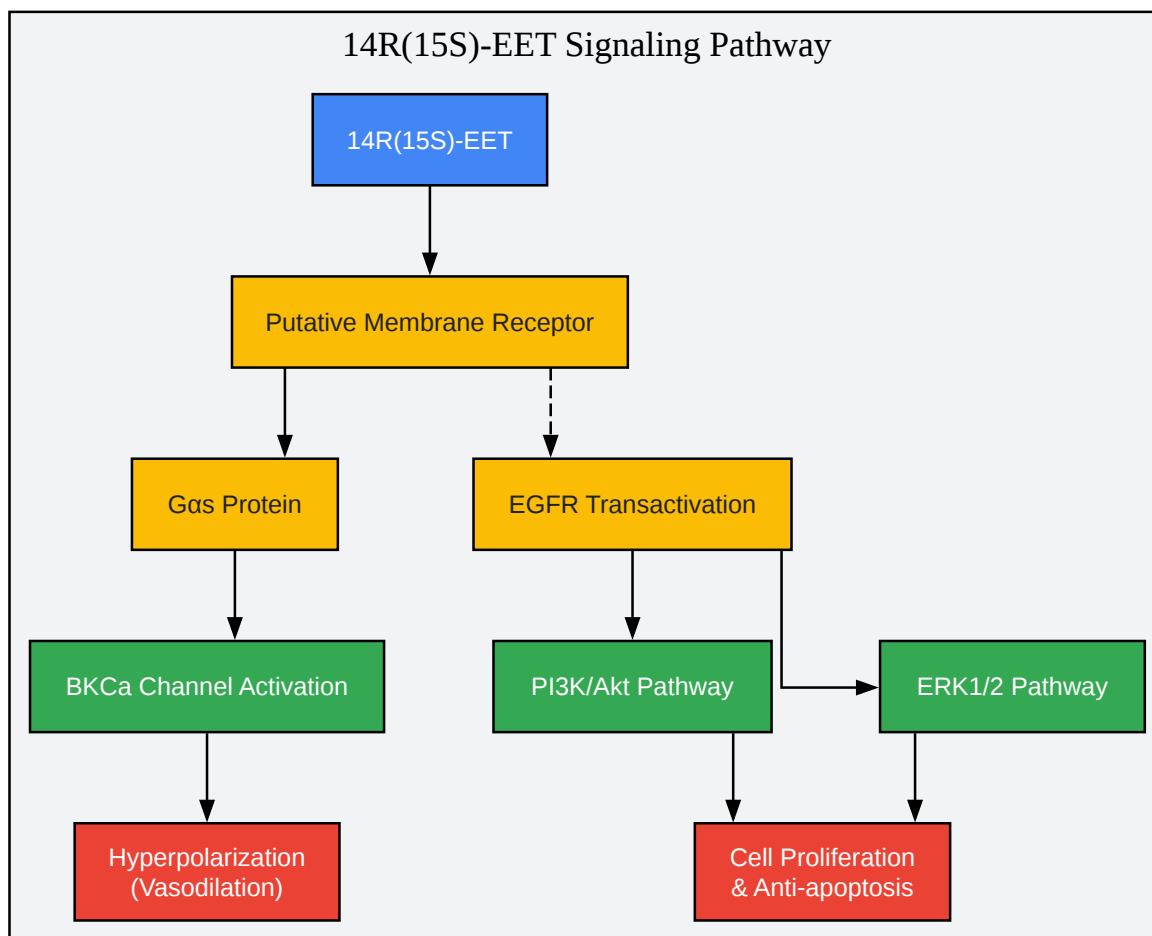 14R(15S)-EET Signaling Pathway
14R(15S)-EET
Putative Membrane Receptor
Gαs Protein
EGFR Transactivation
BKCa Channel Activation
PI3K/Akt Pathway
ERK1/2 Pathway
Hyperpolarization
(Vasodilation)
Cell Proliferation
& Anti-apoptosis